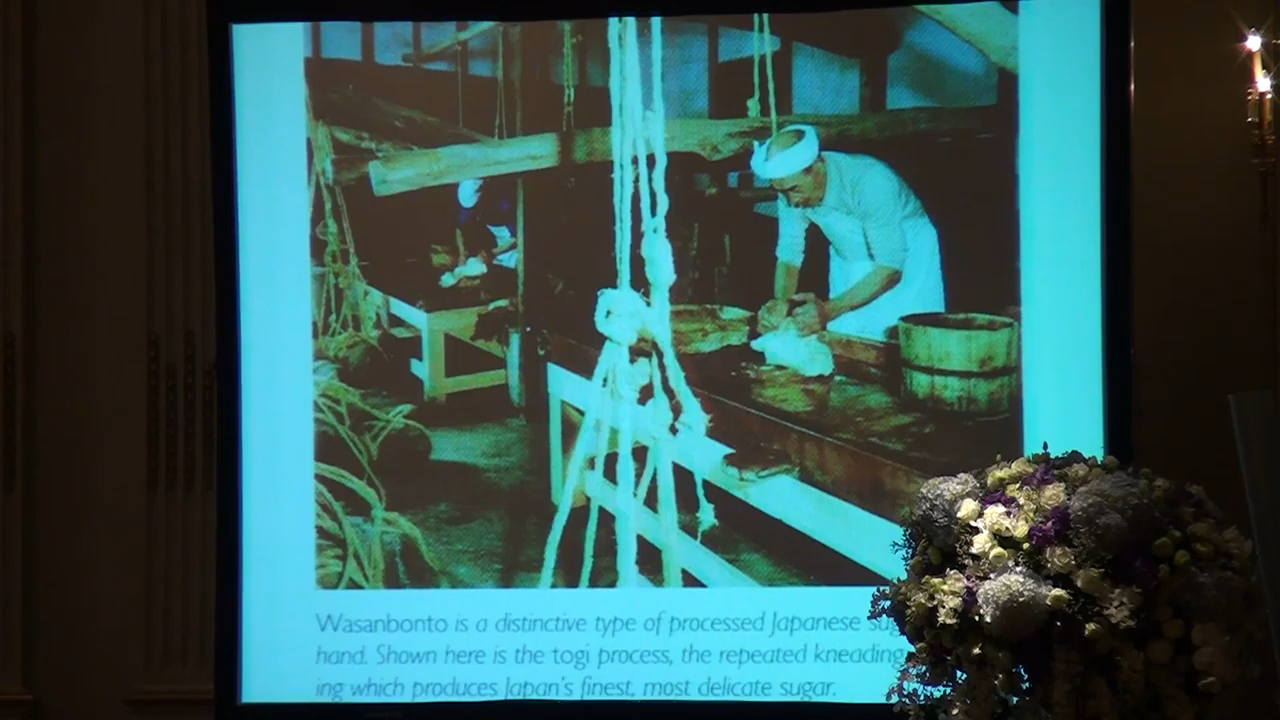 Wasanbonto is a distinctive type of processed Japanese
hand. Shown here is the togi process, the repeated kneading
ing which produces Japan's finest, most delicate sugar.